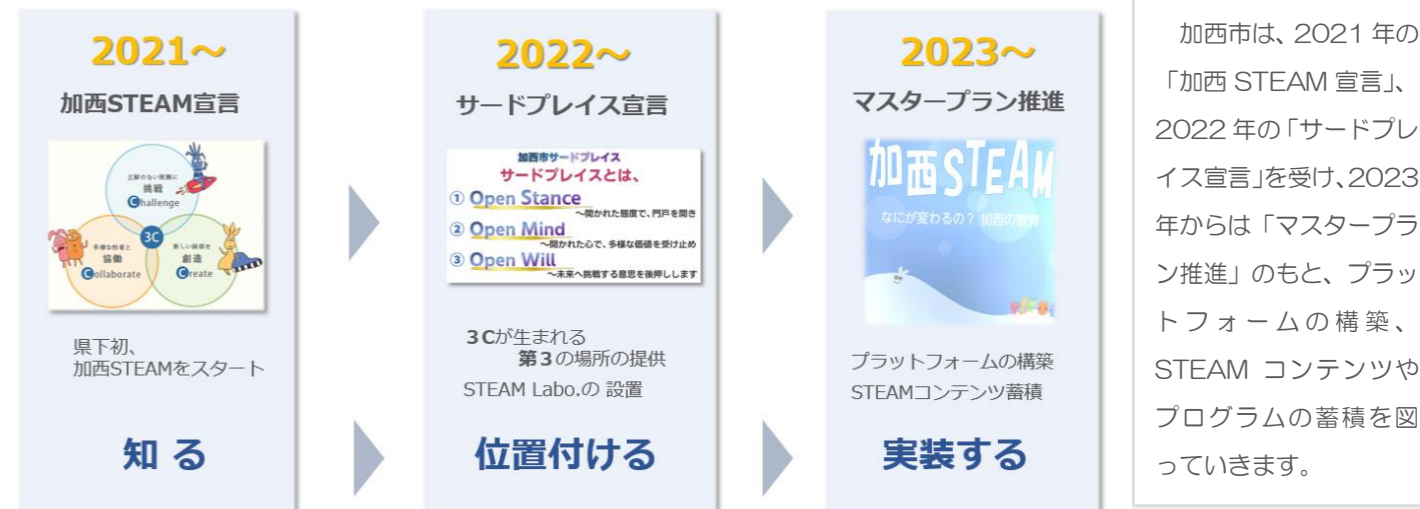 2021～
加西STEAM宣言
正解のない問題に
挑戦
Challenge
3C
多様な他者と
協働
Collaborate
新しい価値を
創造
Create
県下初、
加西STEAMをスタート
知 る
2022～
サードプレイス宣言
加西市サードプレイス
サードプレイスとは、
① Open Stance
～開かれた態度で、門戸を開き
② Open Mind
～開かれた心で、多様な価値を受け止め
③ Open Will
～未来へ挑戦する意思を後押しします
３Cが生まれる
第３の場所の提供
STEAM Labo.の 設置
位置付ける
2023～
マスタープラン推進
加西STEAM
なにが変わるの？ 加西の教育
プラットフォームの構築
STEAMコンテンツ蓄積
実装する
加西市は、2021 年の
「加西 STEAM 宣言」、
2022 年の「サードプレ
イス宣言」を受け、2023
年からは「マスタープラ
ン推進」のもと、プラッ
トフォームの構築、
STEAM コンテンツや
プログラムの蓄積を図
っていきます。